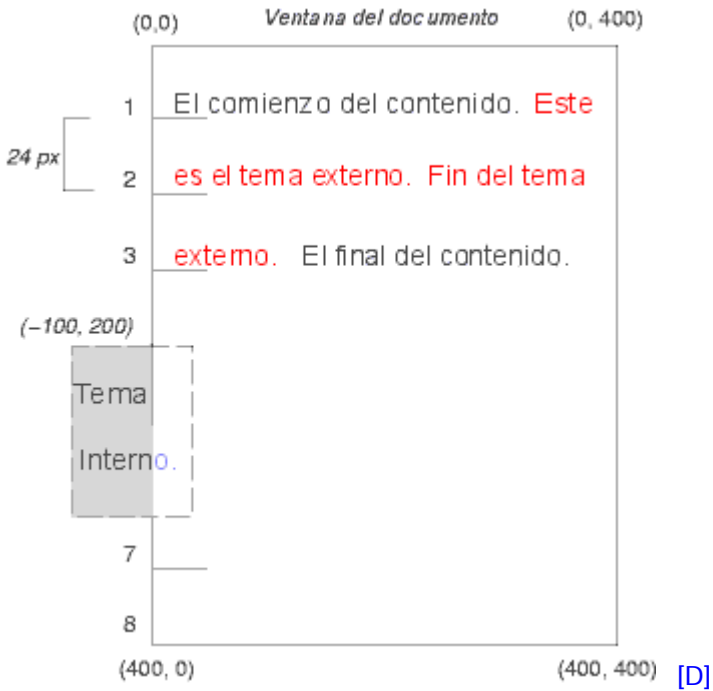 (0,0) Ventana del documento (0, 400)
1 El comienzo del contenido. Este
24 px
2 es el tema externo. Fin del tema
3 externo. El final del contenido.
(-100, 200)
Tema
Interno.
7
8
(400, 0) (400, 400) [D]